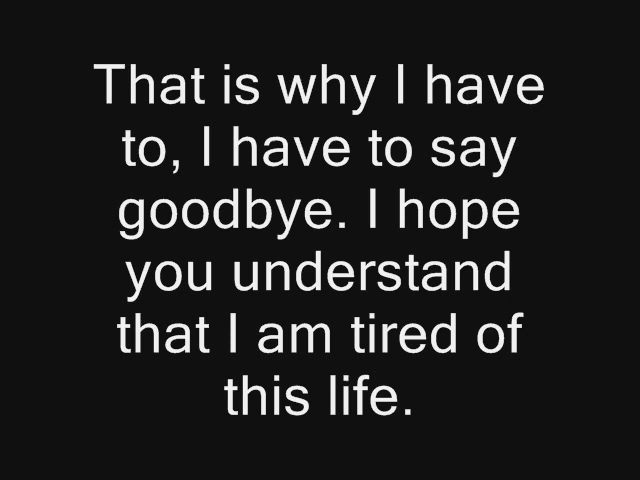 That is why I have
to, I have to say
goodbye. I hope
you understand
that I am tired of
this life.